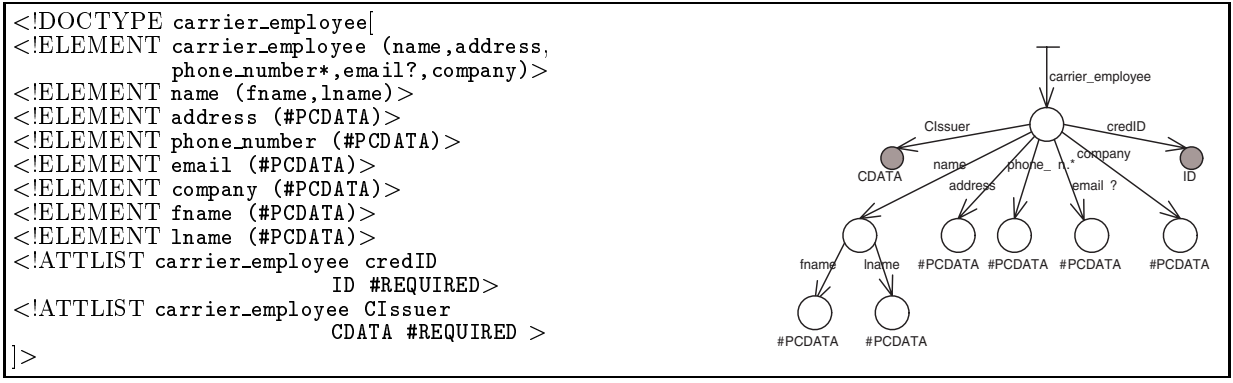 <!DOCTYPE carrier_employee[
<!ELEMENT carrier_employee (name,address,
phone_number*,email?,company)>
<!ELEMENT name (fname,lname)>
<!ELEMENT address (#PCDATA)>
<!ELEMENT phone_number (#PCDATA)>
<!ELEMENT email (#PCDATA)>
<!ELEMENT company (#PCDATA)>
<!ELEMENT fname (#PCDATA)>
<!ELEMENT lname (#PCDATA)>
<!ATTLIST carrier_employee credID
ID #REQUIRED>
<!ATTLIST carrier_employee CIssuer
CDATA #REQUIRED >
]>
carrier_employee
CIssuer
credID
name
phone_ n.*
company
CDATA
address
email ?
ID
fname
lname
#PCDATA
#PCDATA
#PCDATA
#PCDATA
#PCDATA
#PCDATA